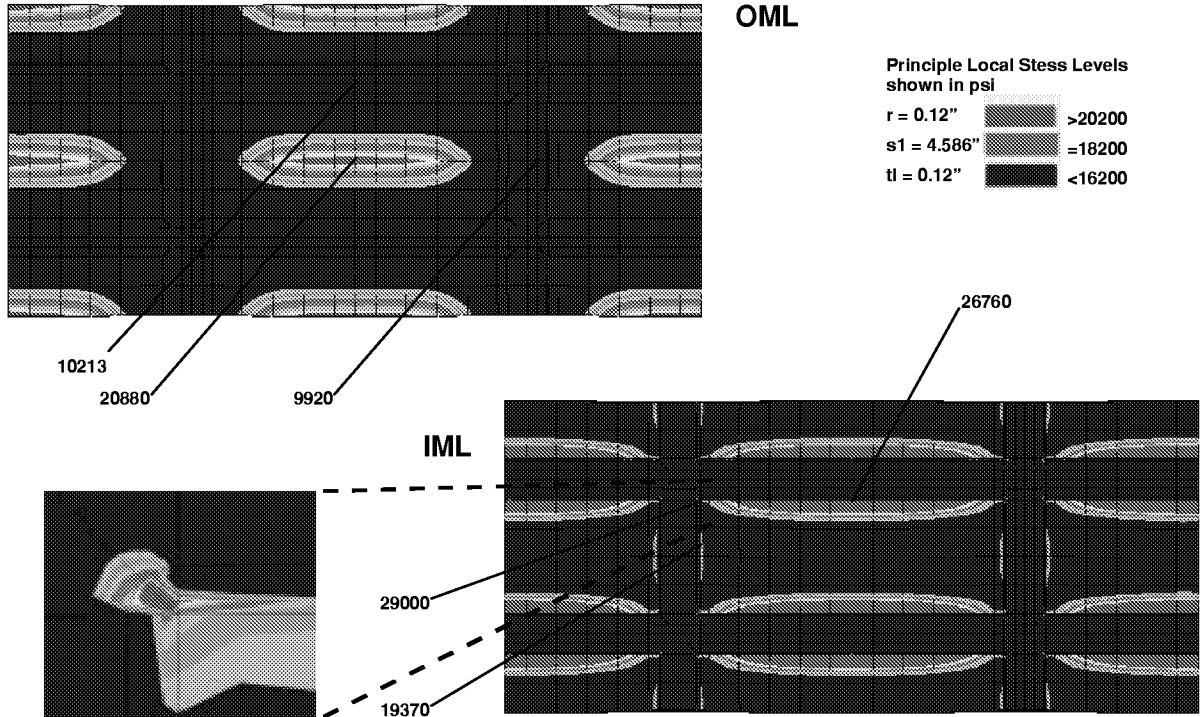 OML
Principle Local Stess Levels
shown in psi
r = 0.12” >20200
s1 = 4.586” =18200
tl = 0.12” <16200
10213
20880
9920
26760
IML
29000
19370